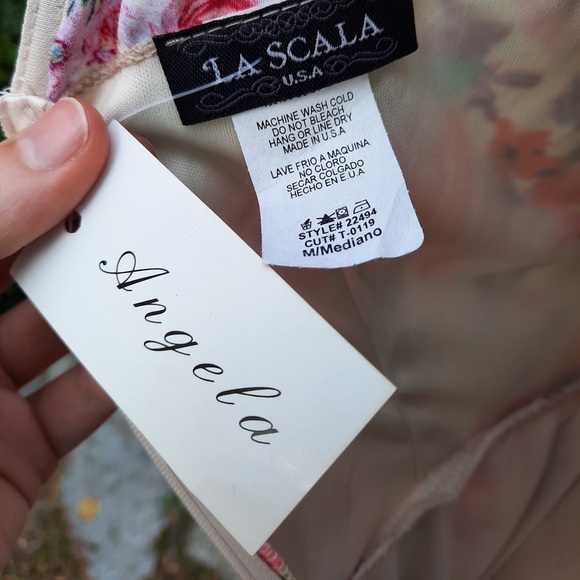 LA SCALA
U.S.A
MACHINE WASH COLD
DO NOT BLEACH
HANG OR LINE DRY
MADE IN U.S.A
LAVE FRIO A MAQUINA
NO CLORO
SECAR COLGADO
HECHO EN E U.A
STYLE# 22494
CUT# T-0119
M/Mediano
Angela